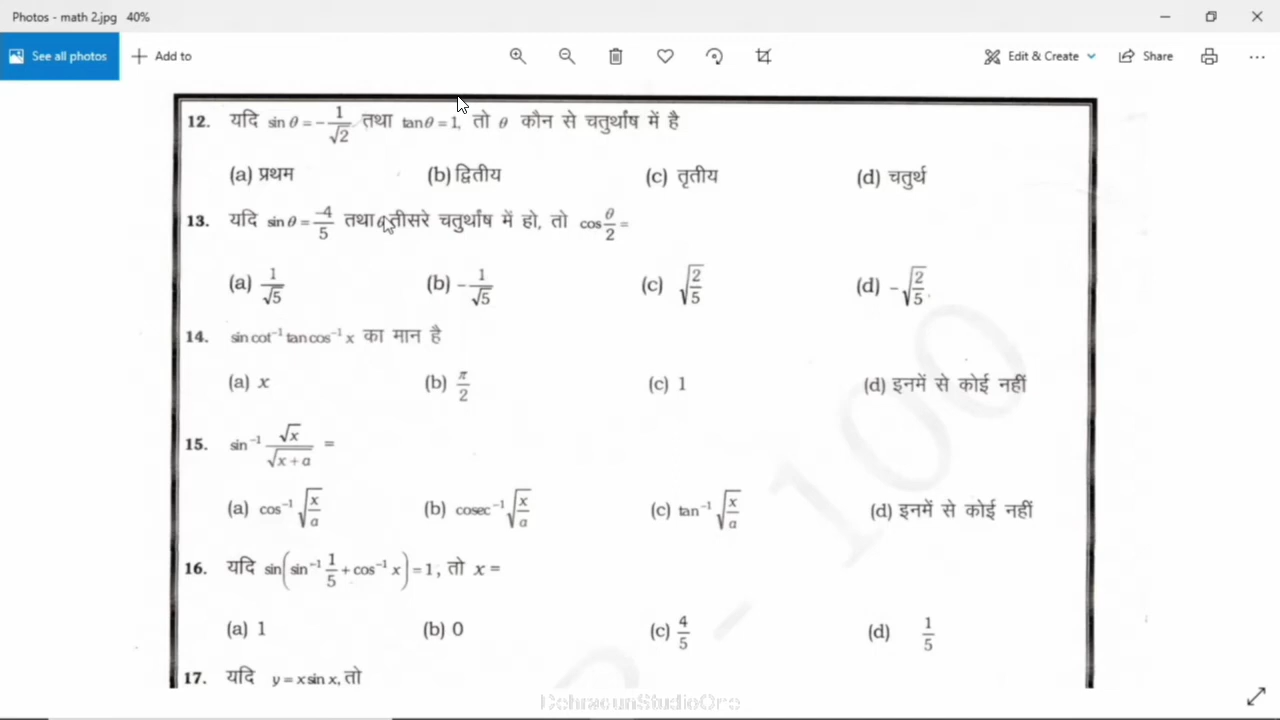 Photos - math 2.jpg 40%
See all photos Add to Edit & Create Share
12. यदि sin θ = -1/√2 तथा tan θ = 1, तो θ कौन से चतुर्थांष में है
(a) प्रथम (b) द्वितीय (c) तृतीय (d) चतुर्थ
13. यदि sin θ = -4/5 तथा θ तीसरे चतुर्थांष में हो, तो cos θ/2 =
(a) 1/√5 (b) -1/√5 (c) √(2/5) (d) -√(2/5)
14. sin cot⁻¹ tan cos⁻¹ x का मान है
(a) x (b) π/2 (c) 1 (d) इनमें से कोई नहीं
15. sin⁻¹ √x/√(x+a) =
(a) cos⁻¹ √(x/a) (b) cosec⁻¹ √(x/a) (c) tan⁻¹ √(x/a) (d) इनमें से कोई नहीं
16. यदि sin(sin⁻¹ 1/5 + cos⁻¹ x) = 1, तो x =
(a) 1 (b) 0 (c) 4/5 (d) 1/5
17. यदि y = x sin x, तो
DehradunStudioOne